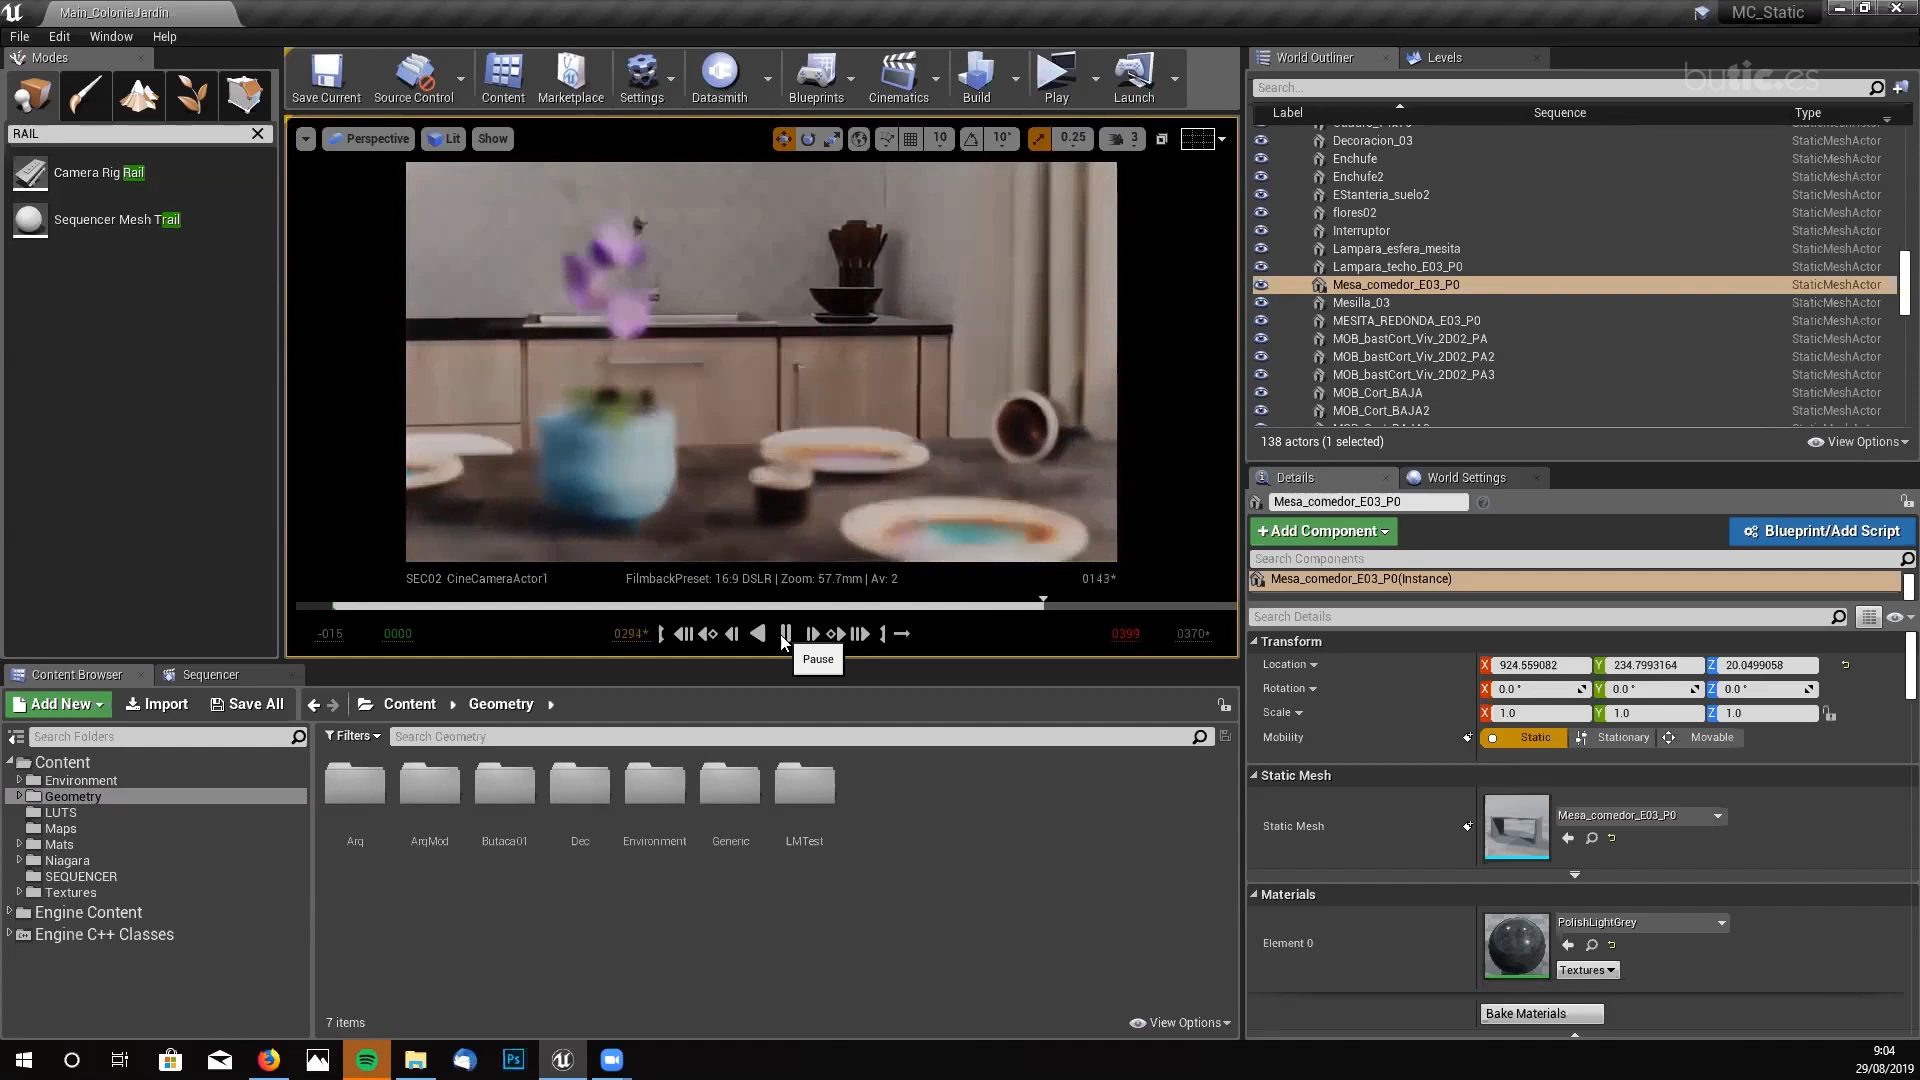 Main_ColoniaJardin
MC_Static
File Edit Window Help
Modes
RAIL
Camera Rig Rail
Sequencer Mesh Trail
Save Current Source Control Content Marketplace Settings Datasmith Blueprints Cinematics Build Play Launch
Perspective Lit Show 10 10° 0.25 3
SEC02 CineCameraActor1 FilmbackPreset: 16:9 DSLR | Zoom: 57.7mm | Av: 2 0143*
-015 0000 0294* 0399 0370*
Pause
World Outliner Levels
butic.es
Search...
Label Sequence Type
Decoracion_03 StaticMeshActor
Enchufe StaticMeshActor
Enchufe2 StaticMeshActor
EStanteria_suelo2 StaticMeshActor
flores02 StaticMeshActor
Interruptor StaticMeshActor
Lampara_esfera_mesita StaticMeshActor
Lampara_techo_E03_P0 StaticMeshActor
Mesa_comedor_E03_P0 StaticMeshActor
Mesilla_03 StaticMeshActor
MESITA_REDONDA_E03_P0 StaticMeshActor
MOB_bastCort_Viv_2D02_PA StaticMeshActor
MOB_bastCort_Viv_2D02_PA2 StaticMeshActor
MOB_bastCort_Viv_2D02_PA3 StaticMeshActor
MOB_Cort_BAJA StaticMeshActor
MOB_Cort_BAJA2 StaticMeshActor
138 actors (1 selected) View Options
Details World Settings
Mesa_comedor_E03_P0
+Add Component Blueprint/Add Script
Search Components
Mesa_comedor_E03_P0(Instance)
Search Details
Transform
Location X 924.559082 Y 234.7993164 Z 20.0499058
Rotation X 0.0 ° Y 0.0 ° Z 0.0 °
Scale X 1.0 Y 1.0 Z 1.0
Mobility Static Stationary Movable
Static Mesh
Static Mesh Mesa_comedor_E03_P0
Materials
Element 0 PolishLightGrey
Textures
Bake Materials
Content Browser Sequencer
Add New Import Save All Content Geometry
Search Folders
Filters Search Geometry
Content
Environment
Geometry
LUTS
Maps
Mats
Niagara
SEQUENCER
Textures
Engine Content
Engine C++ Classes
Arq ArqMod Butaca01 Dec Environment Generic LMTest
7 items View Options
Ps
9:04
29/08/2019